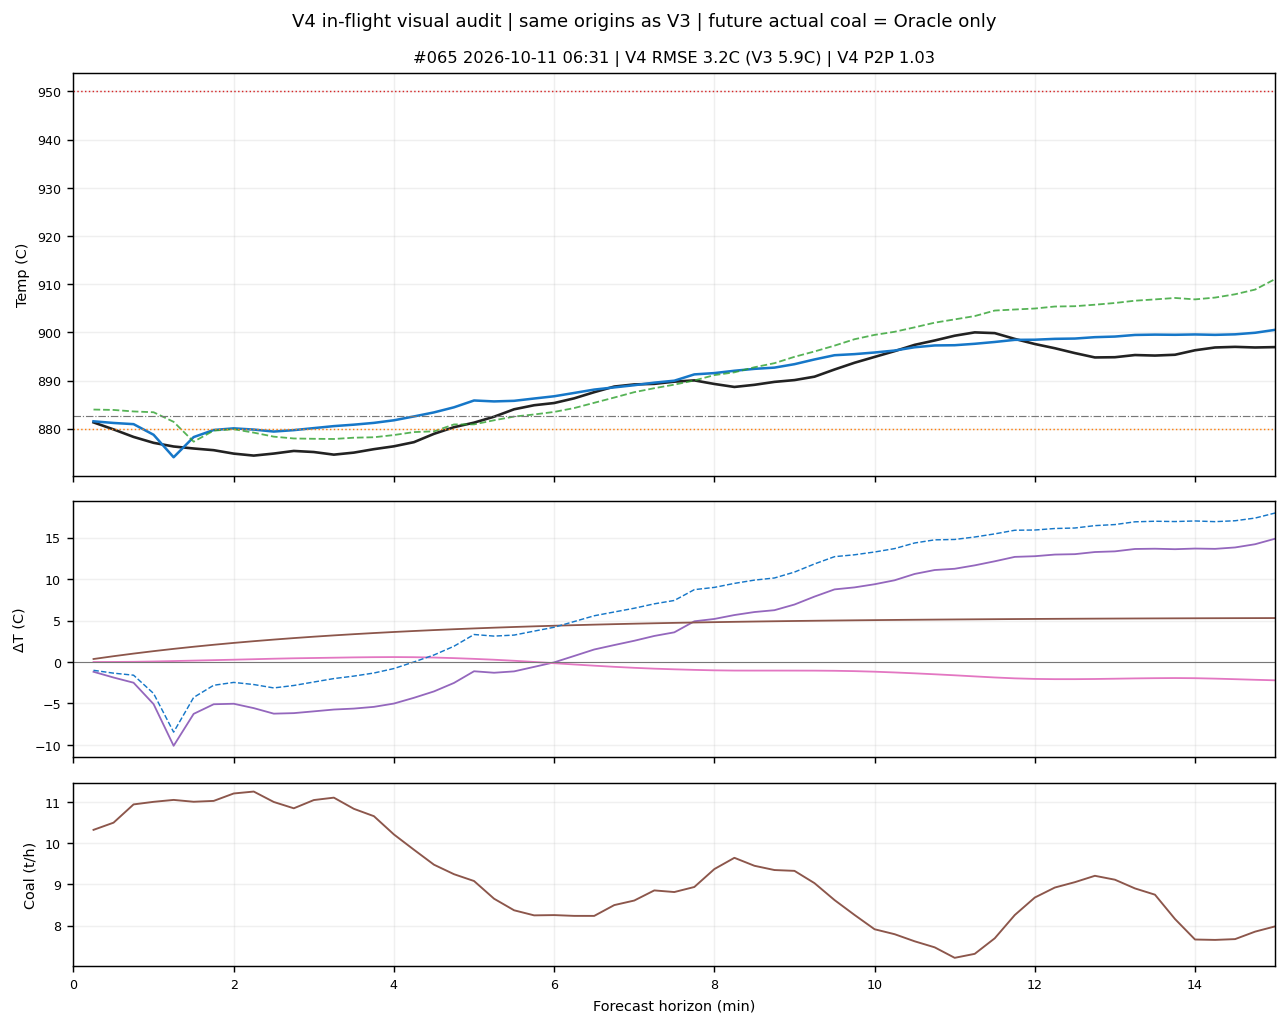 V4 in-flight visual audit | same origins as V3 | future actual coal = Oracle only
#065 2026-10-11 06:31 | V4 RMSE 3.2C (V3 5.9C) | V4 P2P 1.03
Temp (C)
950
940
930
920
910
900
890
880
ΔT (C)
15
10
5
0
−5
−10
Coal (t/h)
11
10
9
8
0 2 4 6 8 10 12 14
Forecast horizon (min)